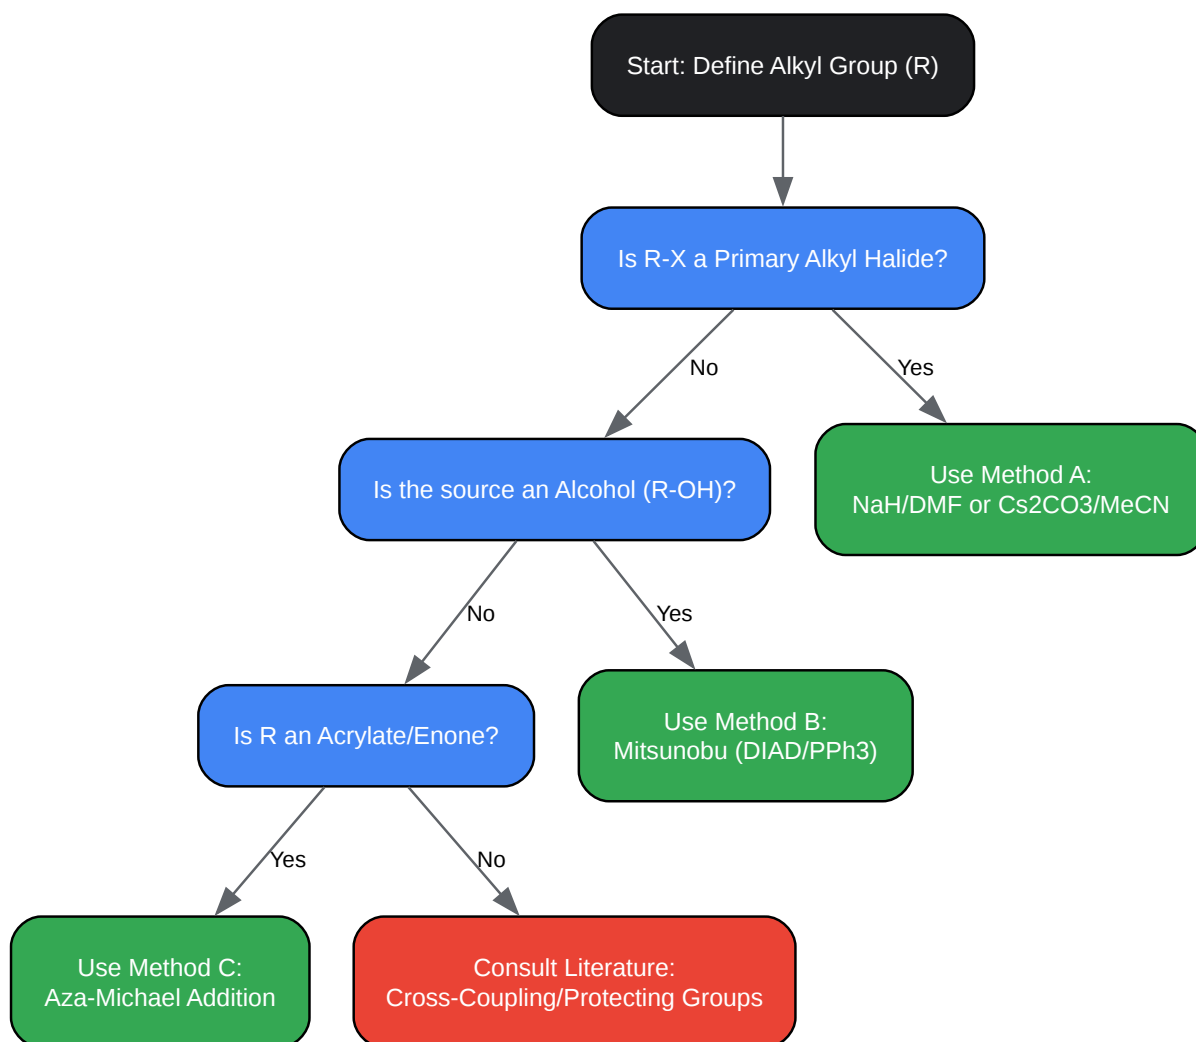 Start: Define Alkyl Group (R)
Is R-X a Primary Alkyl Halide?
No
Yes
Is the source an Alcohol (R-OH)?
Use Method A:
NaH/DMF or Cs2CO3/MeCN
No
Yes
Is R an Acrylate/Enone?
Use Method B:
Mitsunobu (DIAD/PPh3)
Yes
No
Use Method C:
Aza-Michael Addition
Consult Literature:
Cross-Coupling/Protecting Groups